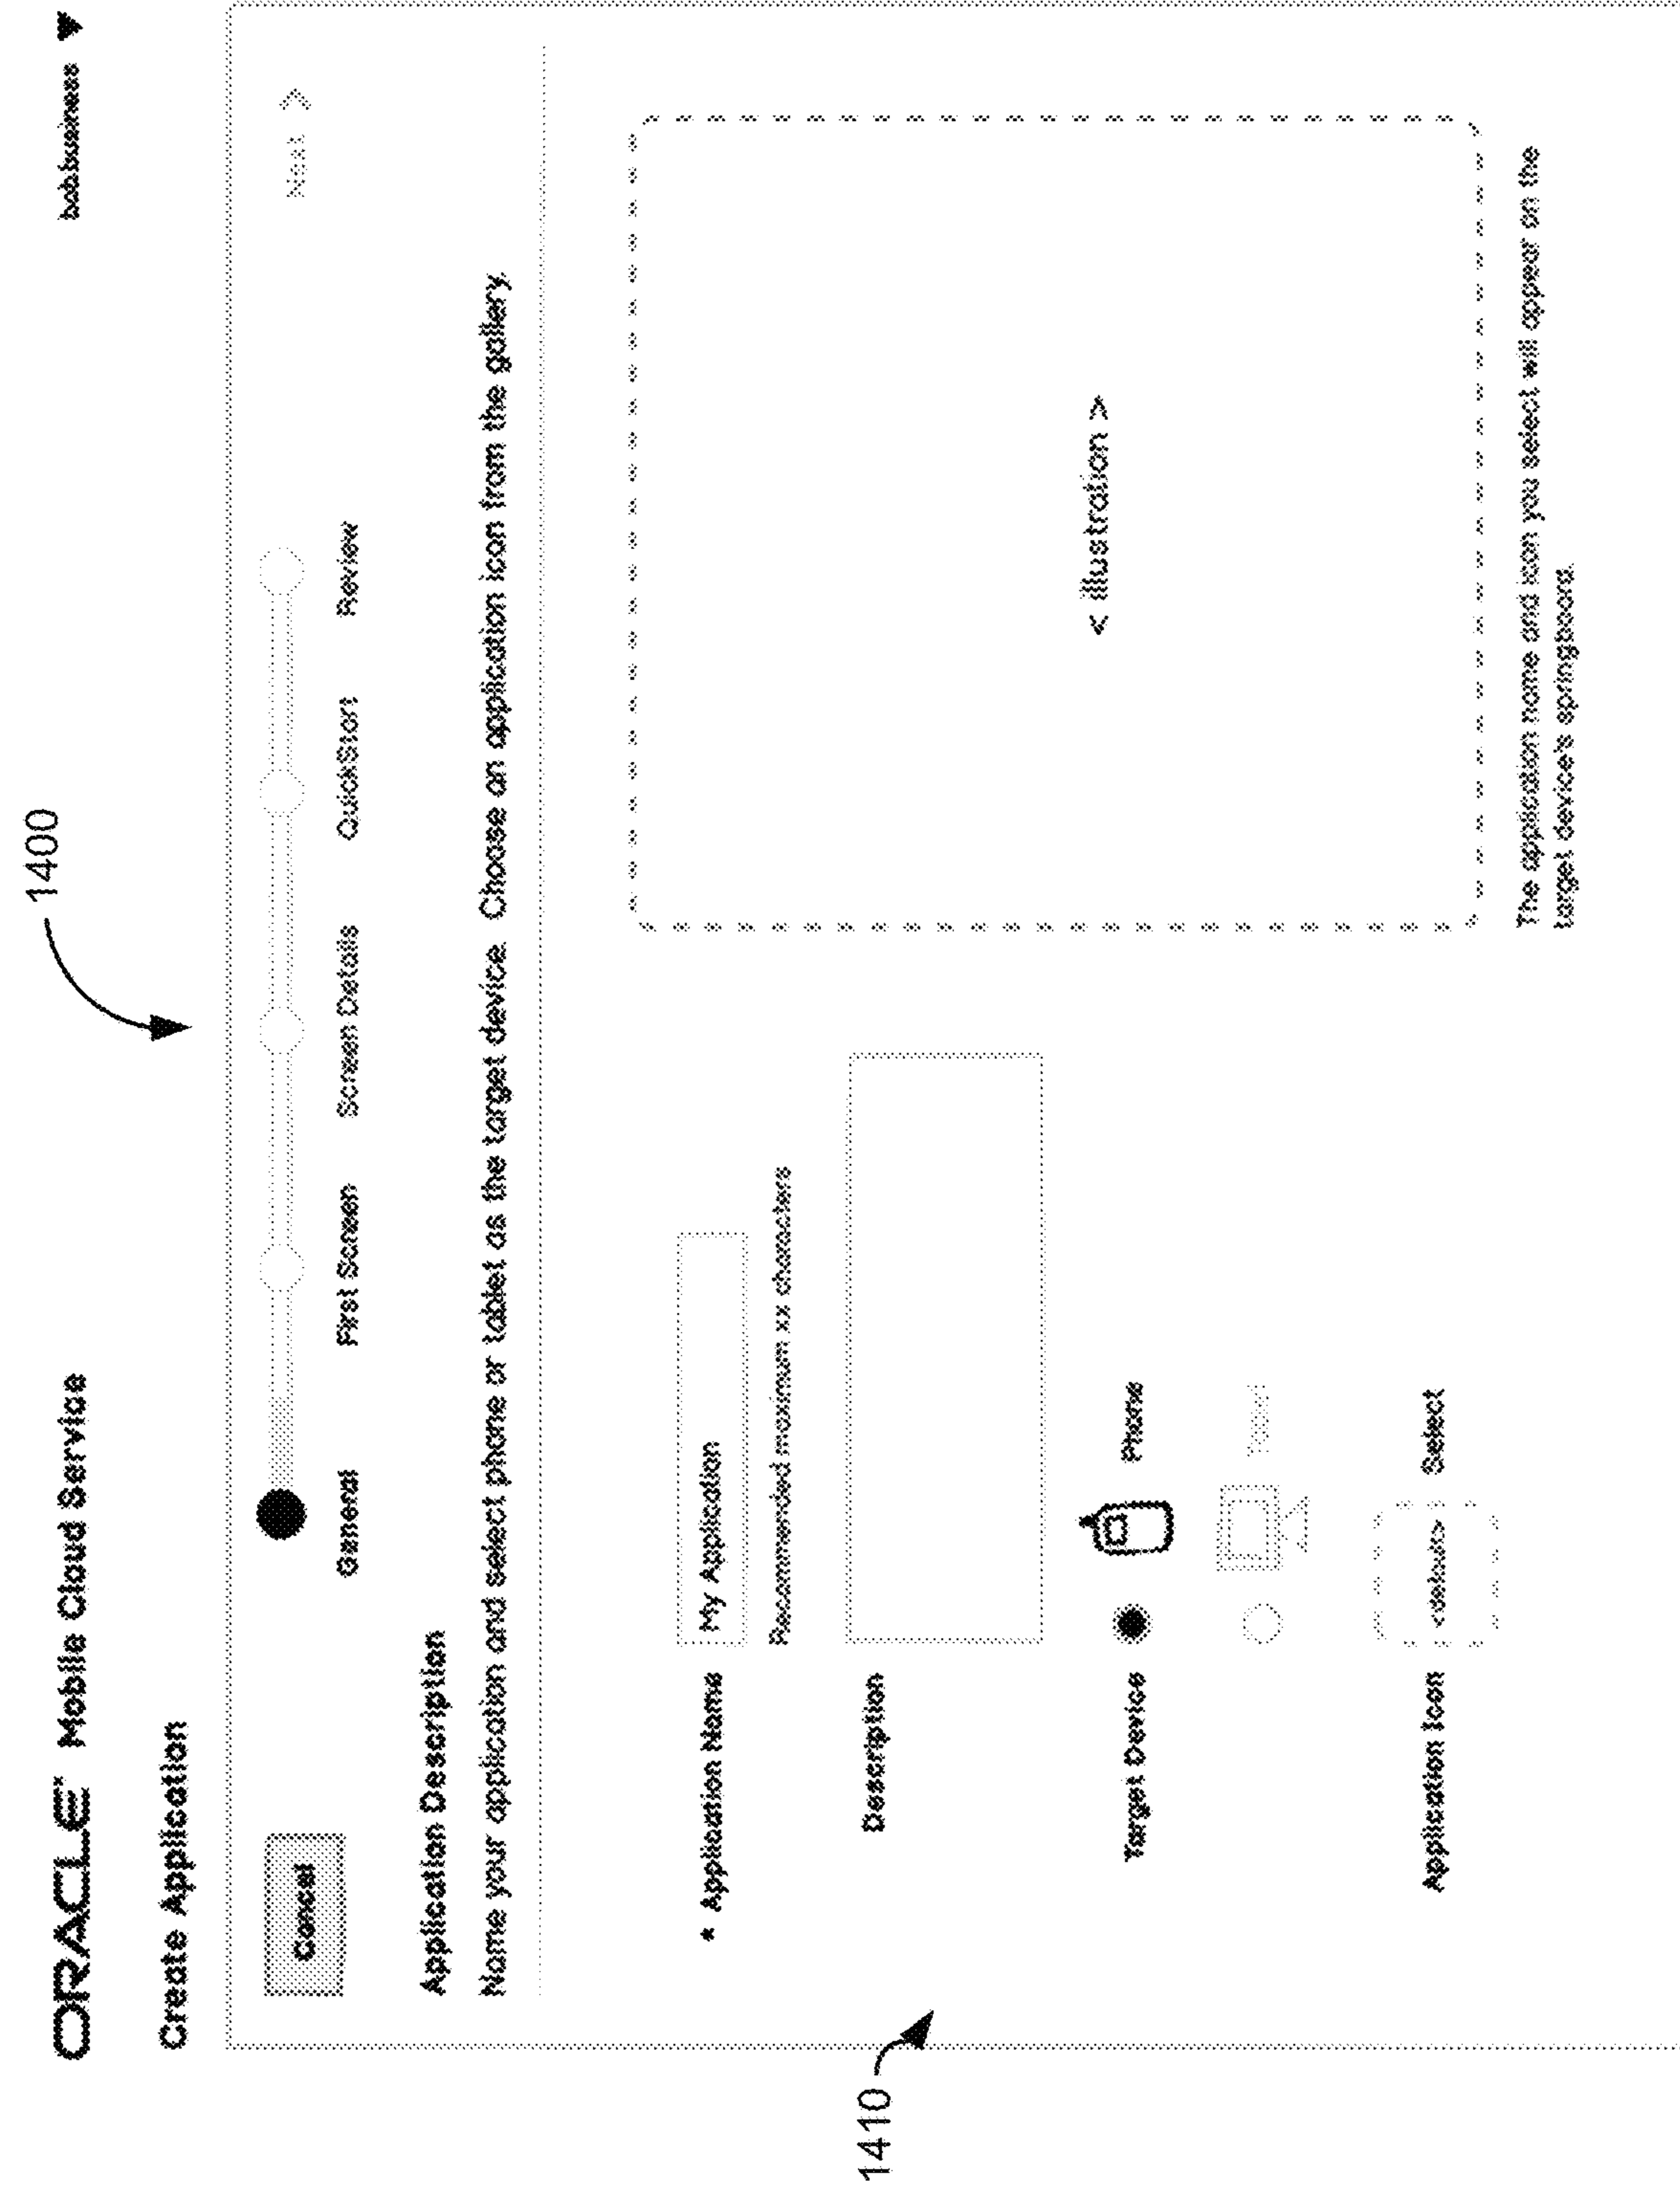 1400
ORACLE Mobile Cloud Service
bobbusiness
Create Application
Cancel
General
First Screen
Screen Details
QuickStart
Review
Next >
Application Description
Name your application and select phone or tablet as the target device. Choose an application icon from the gallery.
1410
* Application Name
My Application
Recommended maximum xx characters
Description
Target Device
Phone
Application Icon
<default>
Select
< illustration >
The application name and icon you select will appear on the
target device's springboard.